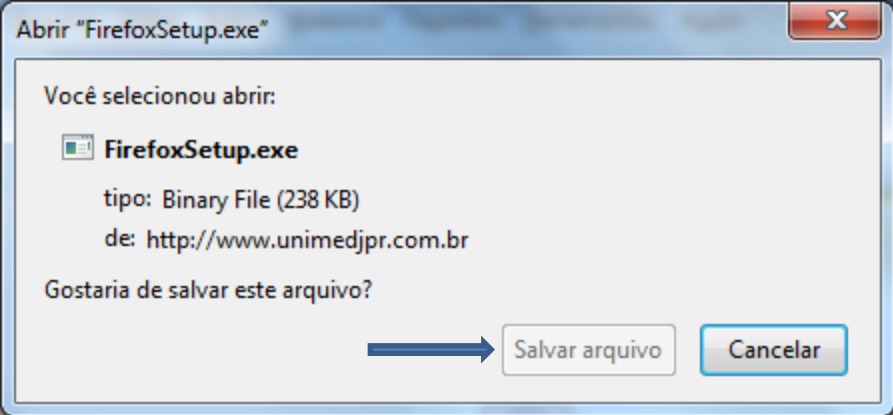 Abrir "FirefoxSetup.exe"
Você selecionou abrir:
FirefoxSetup.exe
tipo: Binary File (238 KB)
de: http://www.unimedjpr.com.br
Gostaria de salvar este arquivo?
Salvar arquivo
Cancelar